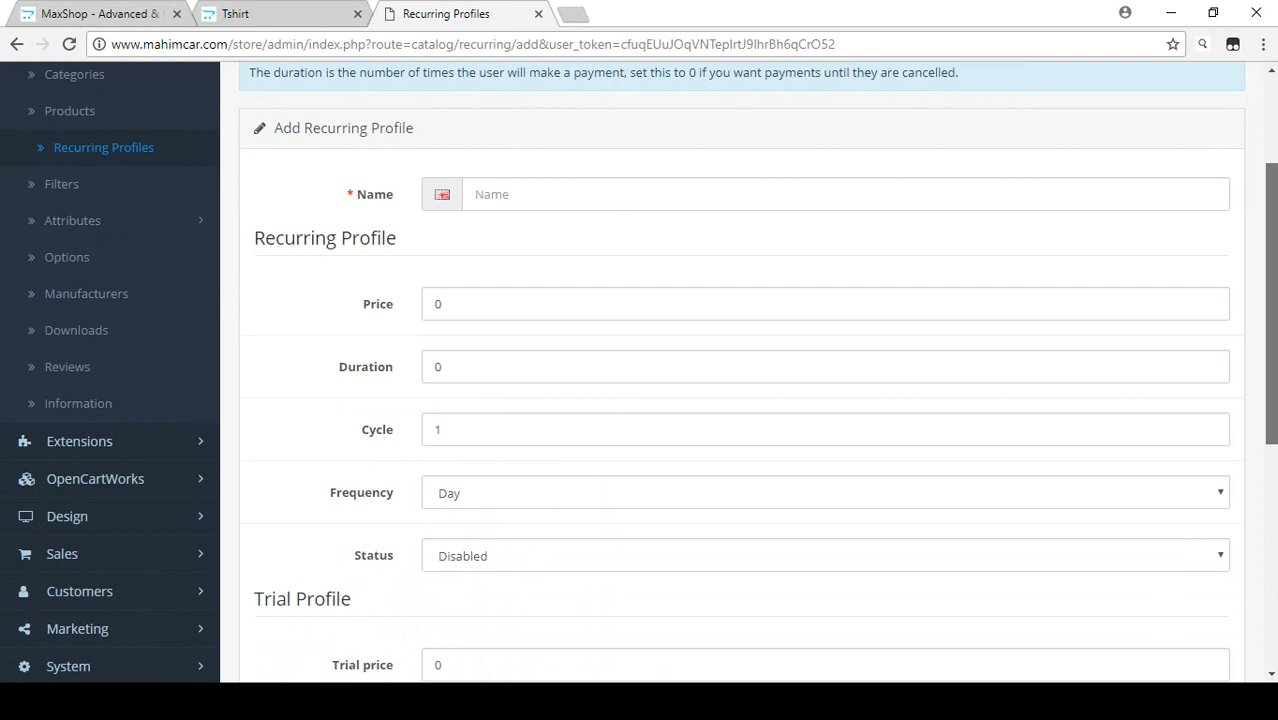 MaxShop - Advanced &
Tshirt
Recurring Profiles
www.mahimcar.com/store/admin/index.php?route=catalog/recurring/add&user_token=cfuqEUuJOqVNTeplrtJ9lhrBh6qCrO52
Categories
Products
Recurring Profiles
Filters
Attributes
Options
Manufacturers
Downloads
Reviews
Information
Extensions
OpenCartWorks
Design
Sales
Customers
Marketing
System
The duration is the number of times the user will make a payment, set this to 0 if you want payments until they are cancelled.
Add Recurring Profile
* Name
Name
Recurring Profile
Price 0
Duration 0
Cycle 1
Frequency Day
Status Disabled
Trial Profile
Trial price 0